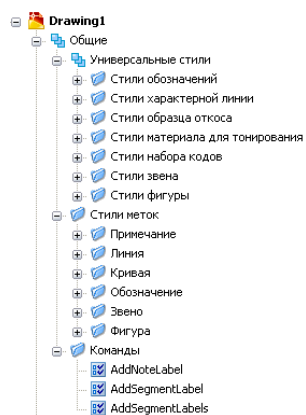 Drawing1
Общие
Универсальные стили
Стили обозначений
Стили характерной линии
Стили образца откоса
Стили материала для тонирования
Стили набора кодов
Стили звена
Стили фигуры
Стили меток
Примечание
Линия
Кривая
Обозначение
Звено
Фигура
Команды
AddNoteLabel
AddSegmentLabel
AddSegmentLabels